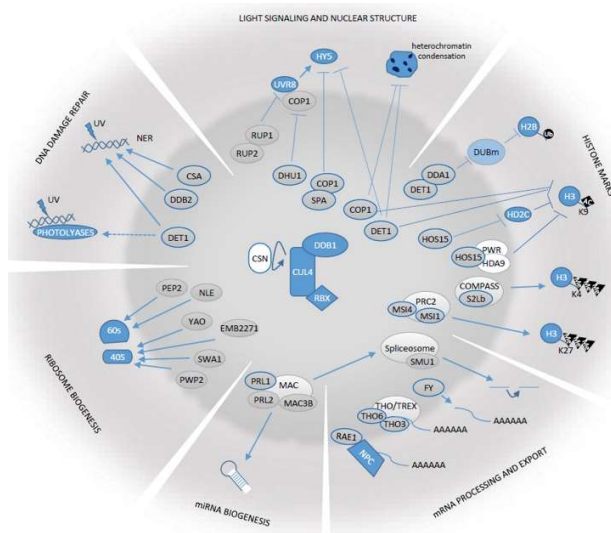 LIGHT SIGNALING AND NUCLEAR STRUCTURE
HY5
heterochromatin
condensation
UVR8
COP1
RUP1
RUP2
DHU1
COP1
SPA
COP1
DET1
DNA DAMAGE REPAIR
UV
NER
CSA
DDB2
DET1
UV
PHOTOLYASES
HISTONE MARKS
H2B
Ub
DUBm
DDA1
DET1
H3
AC
K9
HD2C
HOS15
PWR
HOS15
HDA9
COMPASS
S2Lb
H3
K4
PRC2
MSI4
MSI1
H3
K27
CSN
DDB1
CUL4
RBX
RIBOSOME BIOGENESIS
PEP2
NLE
60s
YAO
EMB2271
40S
SWA1
PWP2
miRNA BIOGENESIS
PRL1
MAC
PRL2
MAC3B
mRNA PROCESSING AND EXPORT
Spliceosome
SMU1
FY
AAAAAA
THO/TREX
THO6
THO3
AAAAAA
RAE1
NPC
AAAAAA